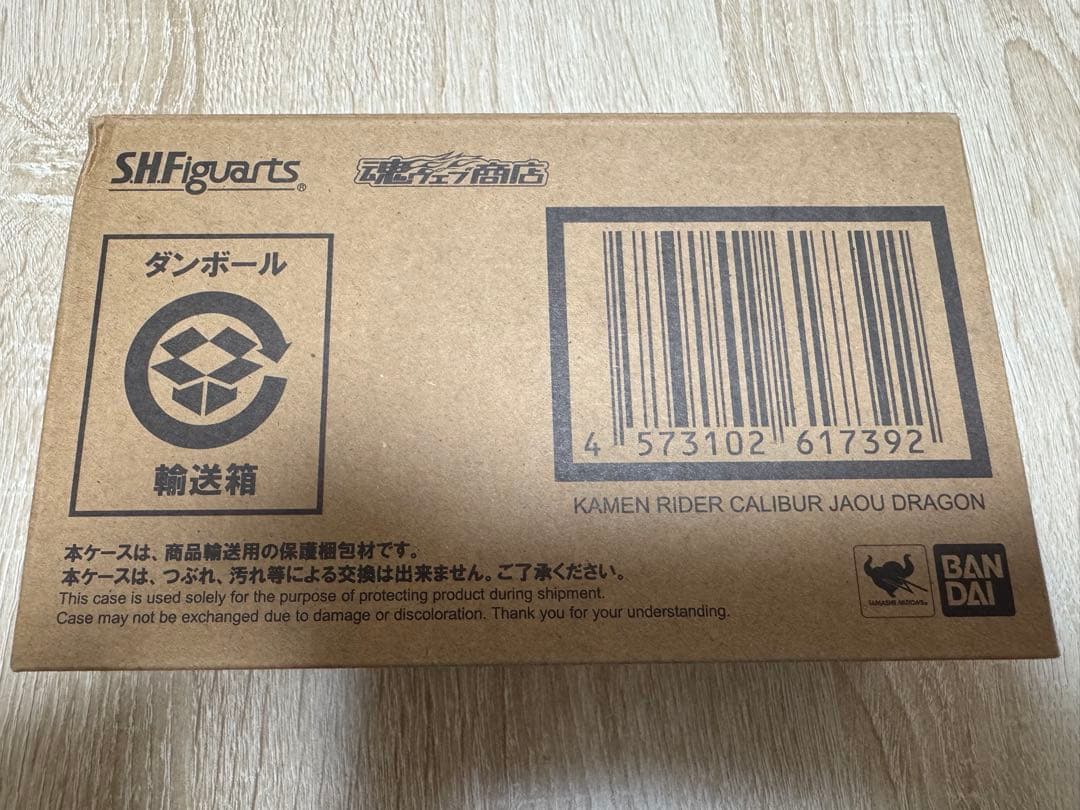 S.H.Figuarts®
魂ウェブ商店
ダンボール
輸送箱
4 573102 617392
KAMEN RIDER CALIBUR JAOU DRAGON
本ケースは、商品輸送用の保護梱包材です。
本ケースは、つぶれ、汚れ等による交換は出来ません。ご了承ください。
This case is used solely for the purpose of protecting product during shipment.
Case may not be exchanged due to damage or discoloration. Thank you for your understanding.
TAMASHII NATIONS®
BAN
DAI